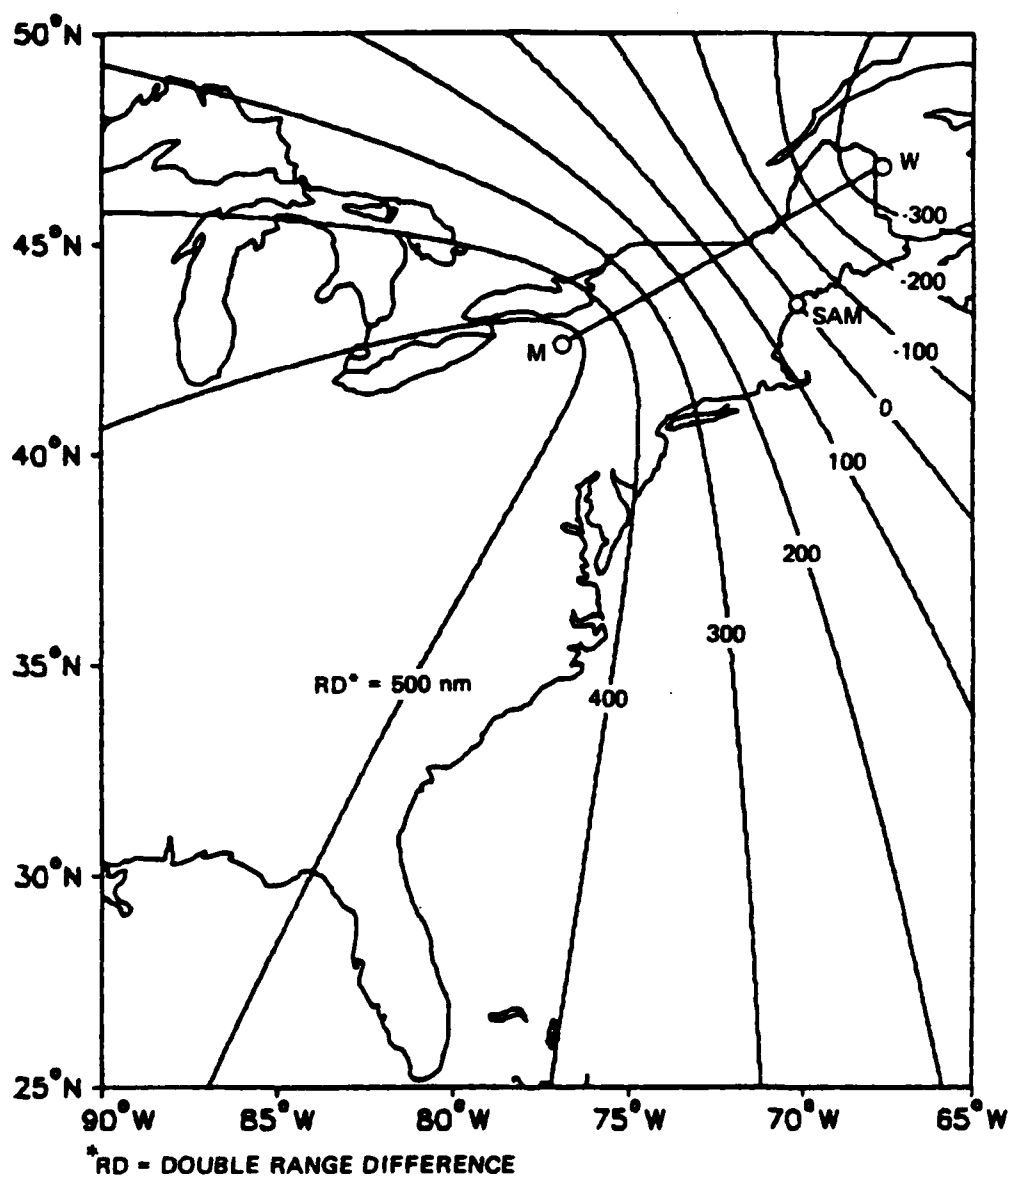 50°N
W
-300
45°N
-200
SAM
M
-100
0
40°N
100
200
300
35°N
RD* = 500 nm
400
30°N
25°N
90°W 85°W 80°W 75°W 70°W 65°W
*RD = DOUBLE RANGE DIFFERENCE